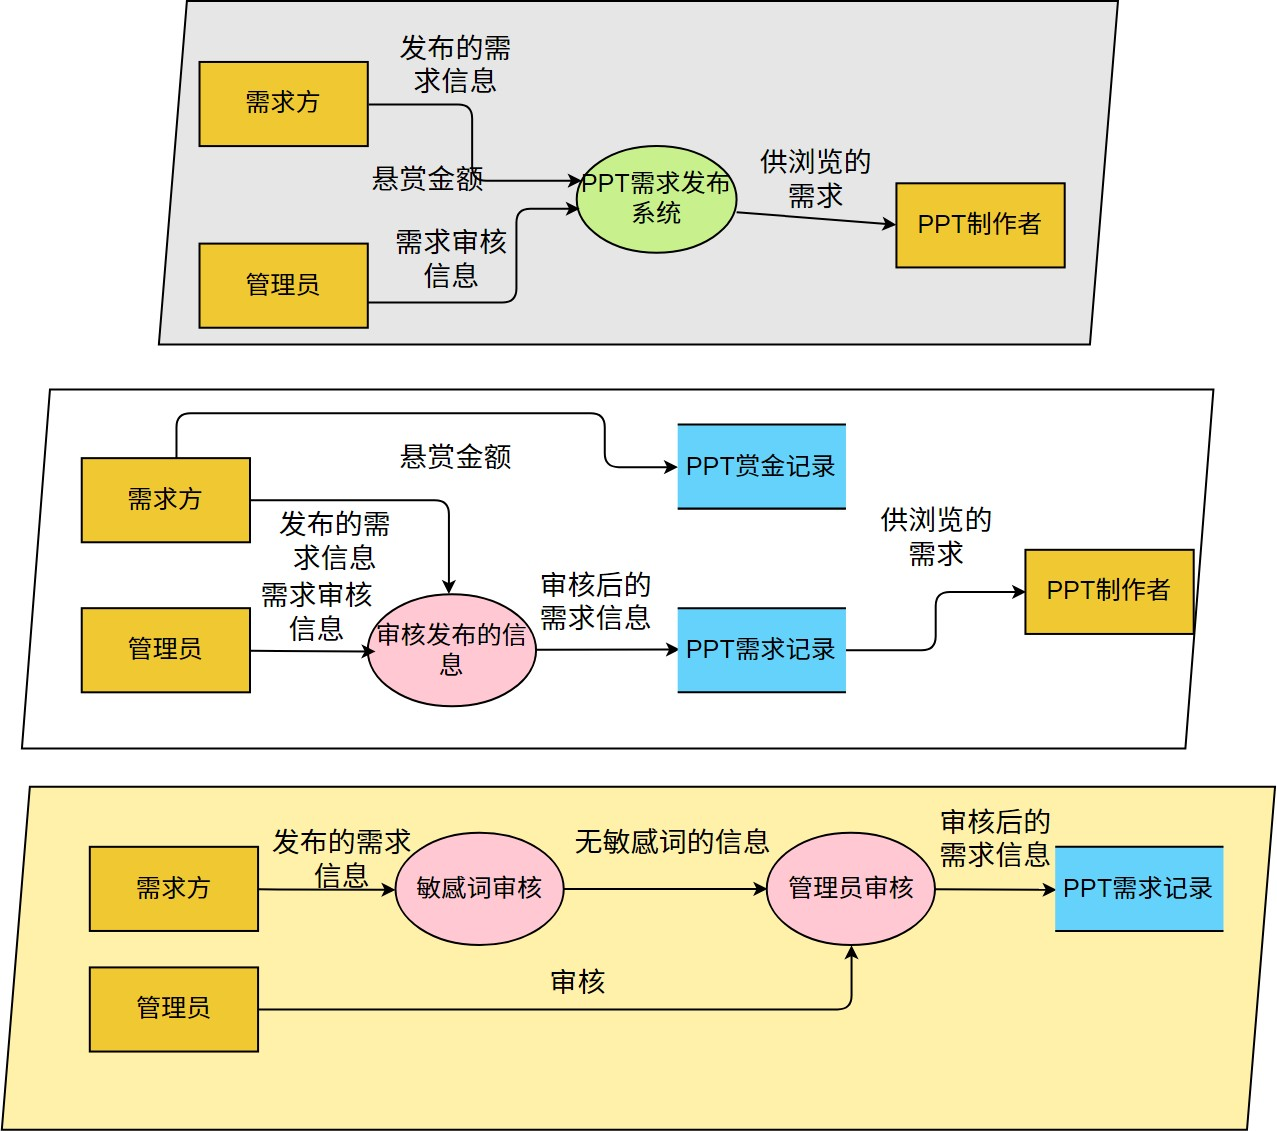 发布的需
求信息
需求方
悬赏金额
PPT需求发布
系统
供浏览的
需求
PPT制作者
需求审核
信息
管理员
悬赏金额
PPT赏金记录
需求方
发布的需
求信息
供浏览的
需求
PPT制作者
需求审核
信息
审核后的
需求信息
管理员
审核发布的信
息
PPT需求记录
发布的需求
信息
无敏感词的信息
审核后的
需求信息
需求方
敏感词审核
管理员审核
PPT需求记录
审核
管理员